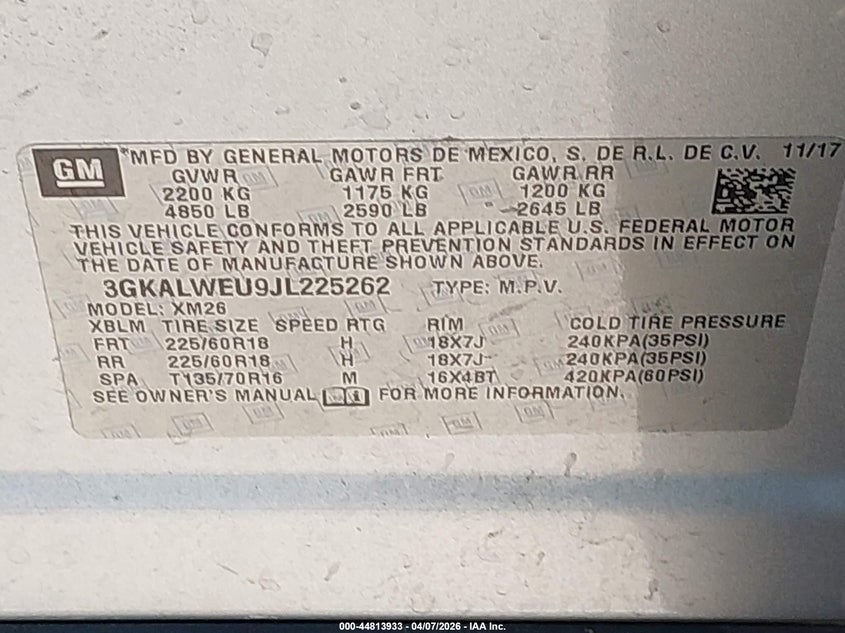 GM
*MFD BY GENERAL MOTORS DE MEXICO, S. DE R.L. DE C.V. 11/17
GVWR GAWR FRT GAWR RR
2200 KG 1175 KG 1200 KG
4850 LB 2590 LB 2645 LB
THIS VEHICLE CONFORMS TO ALL APPLICABLE U.S. FEDERAL MOTOR
VEHICLE SAFETY AND THEFT PREVENTION STANDARDS IN EFFECT ON
THE DATE OF MANUFACTURE SHOWN ABOVE.
3GKALWEU9JL225262 TYPE: M.P.V.
MODEL: XM26
XBLM TIRE SIZE SPEED RTG RIM COLD TIRE PRESSURE
FRT 225/60R18 H 18X7J 240KPA(35PSI)
RR 225/60R18 H 18X7J 240KPA(35PSI)
SPA T135/70R16 M 16X4BT 420KPA(60PSI)
SEE OWNER'S MANUAL FOR MORE INFORMATION.
000-44813933 - 04/07/2026 - IAA Inc.